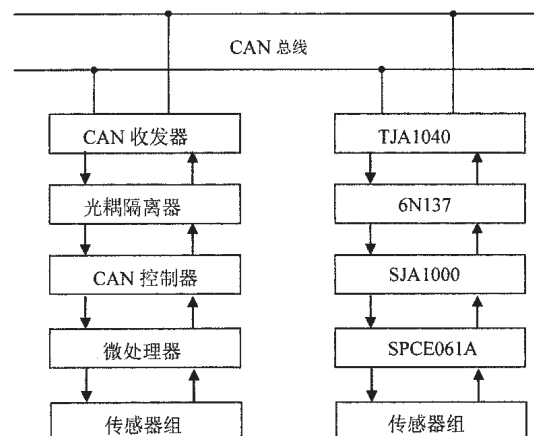 CAN 总线
CAN 收发器
光耦隔离器
CAN 控制器
微处理器
传感器组
TJA1040
6N137
SJA1000
SPCE061A
传感器组